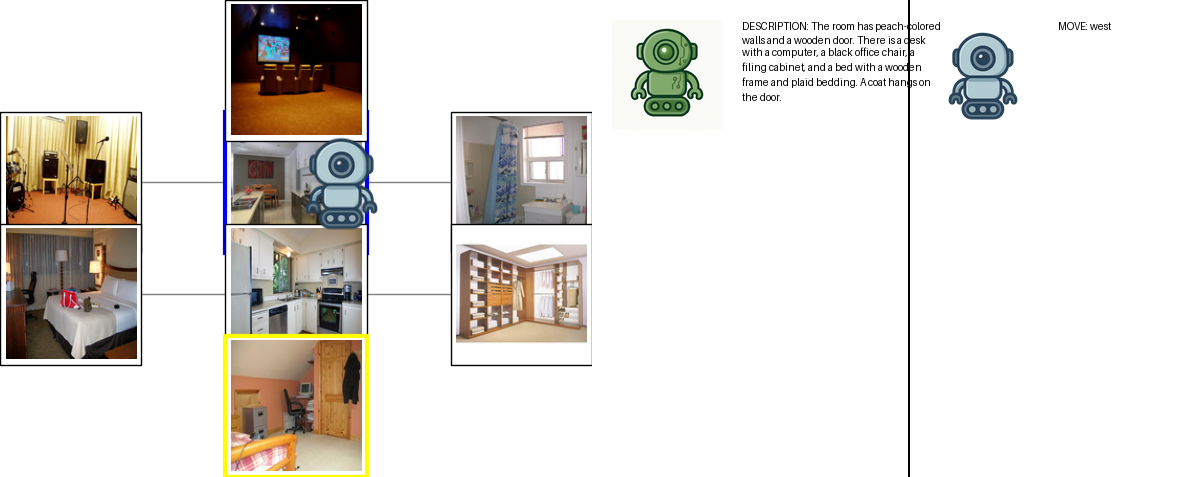 DESCRIPTION: The room has peach-colored
walls and a wooden door. There is a desk
with a computer, a black office chair, a
filing cabinet, and a bed with a wooden
frame and plaid bedding. A coat hangs on
the door.
MOVE: west